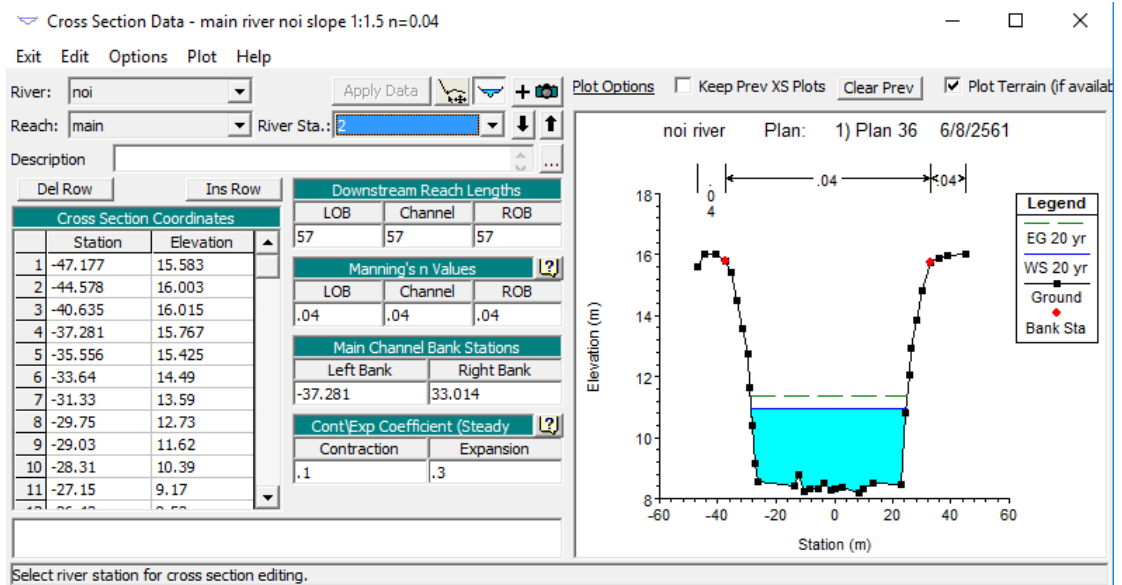 Cross Section Data - main river noi slope 1:1.5 n=0.04
Exit Edit Options Plot Help
River: noi
Apply Data
Reach: main
River Sta.: 2
Description
...
Del Row
Ins Row
Cross Section Coordinates
Station Elevation
1 -47.177 15.583
2 -44.578 16.003
3 -40.635 16.015
4 -37.281 15.767
5 -35.556 15.425
6 -33.64 14.49
7 -31.33 13.59
8 -29.75 12.73
9 -29.03 11.62
10 -28.31 10.39
11 -27.15 9.17
Downstream Reach Lengths
LOB Channel ROB
57 57 57
Manning's n Values
LOB Channel ROB
.04 .04 .04
Main Channel Bank Stations
Left Bank Right Bank
-37.281 33.014
Cont\Exp Coefficient (Steady
Contraction Expansion
.1 .3
Select river station for cross section editing.
Plot Options Keep Prev XS Plots Clear Prev Plot Terrain (if availab
noi river Plan: 1) Plan 36 6/8/2561
.04
.04
.04
18
16
14
12
10
8
Elevation (m)
-60 -40 -20 0 20 40 60
Station (m)
Legend
EG 20 yr
WS 20 yr
Ground
Bank Sta